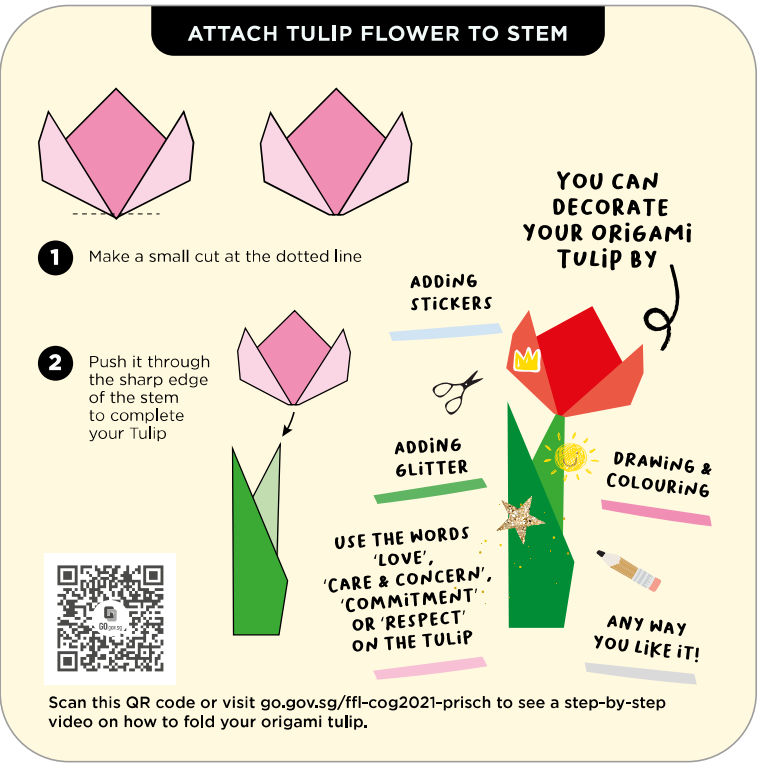 ATTACH TULIP FLOWER TO STEM
1 Make a small cut at the dotted line
2 Push it through
the sharp edge
of the stem
to complete
your Tulip
YOU CAN
DECORATE
YOUR ORiGAMi
TULiP BY
ADDiNG
STiCKERS
ADDiNG
GLiTTER
DRAWiNG &
COLOURiNG
USE THE WORDS
'LOVE',
'CARE & CONCERN',
'COMMiTMENT'
OR 'RESPECT'
ON THE TULiP
ANY WAY
YOU LiKE iT!
GO.gov.sg
Scan this QR code or visit go.gov.sg/ffl-cog2021-prisch to see a step-by-step
video on how to fold your origami tulip.